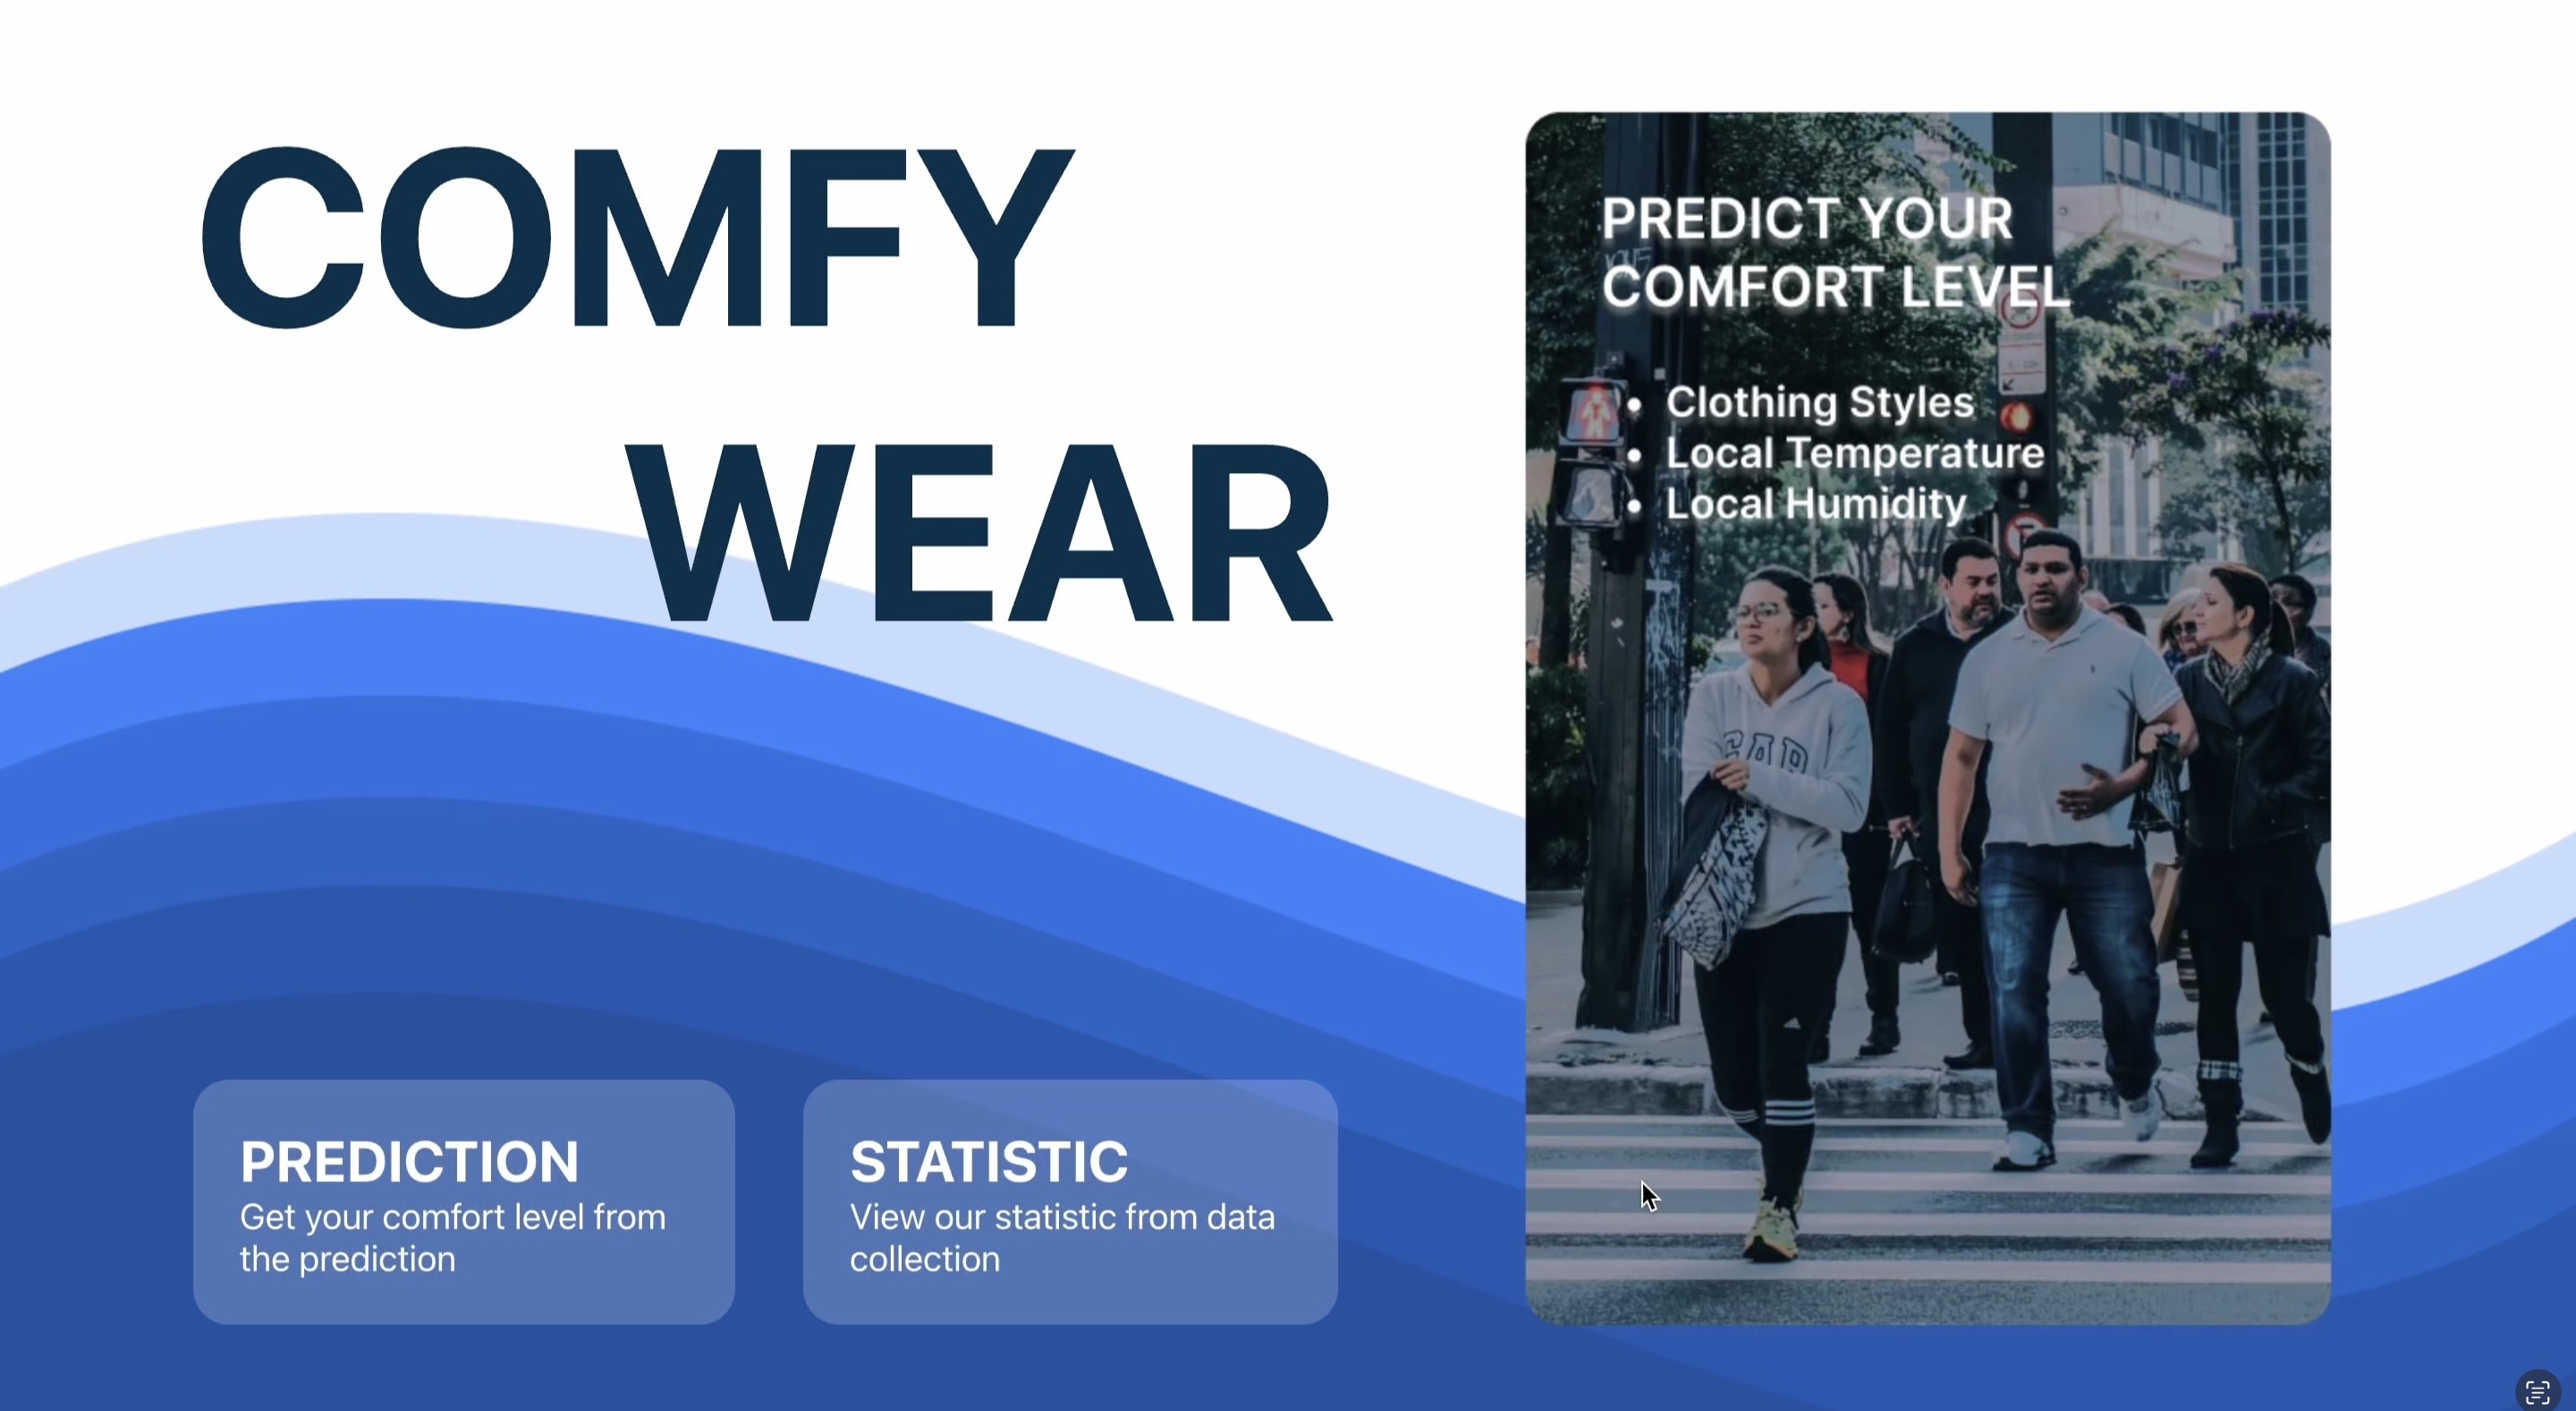 COMFY
WEAR
PREDICT YOUR
COMFORT LEVEL
• Clothing Styles
• Local Temperature
• Local Humidity
GAP
PREDICTION
Get your comfort level from
the prediction
STATISTIC
View our statistic from data
collection